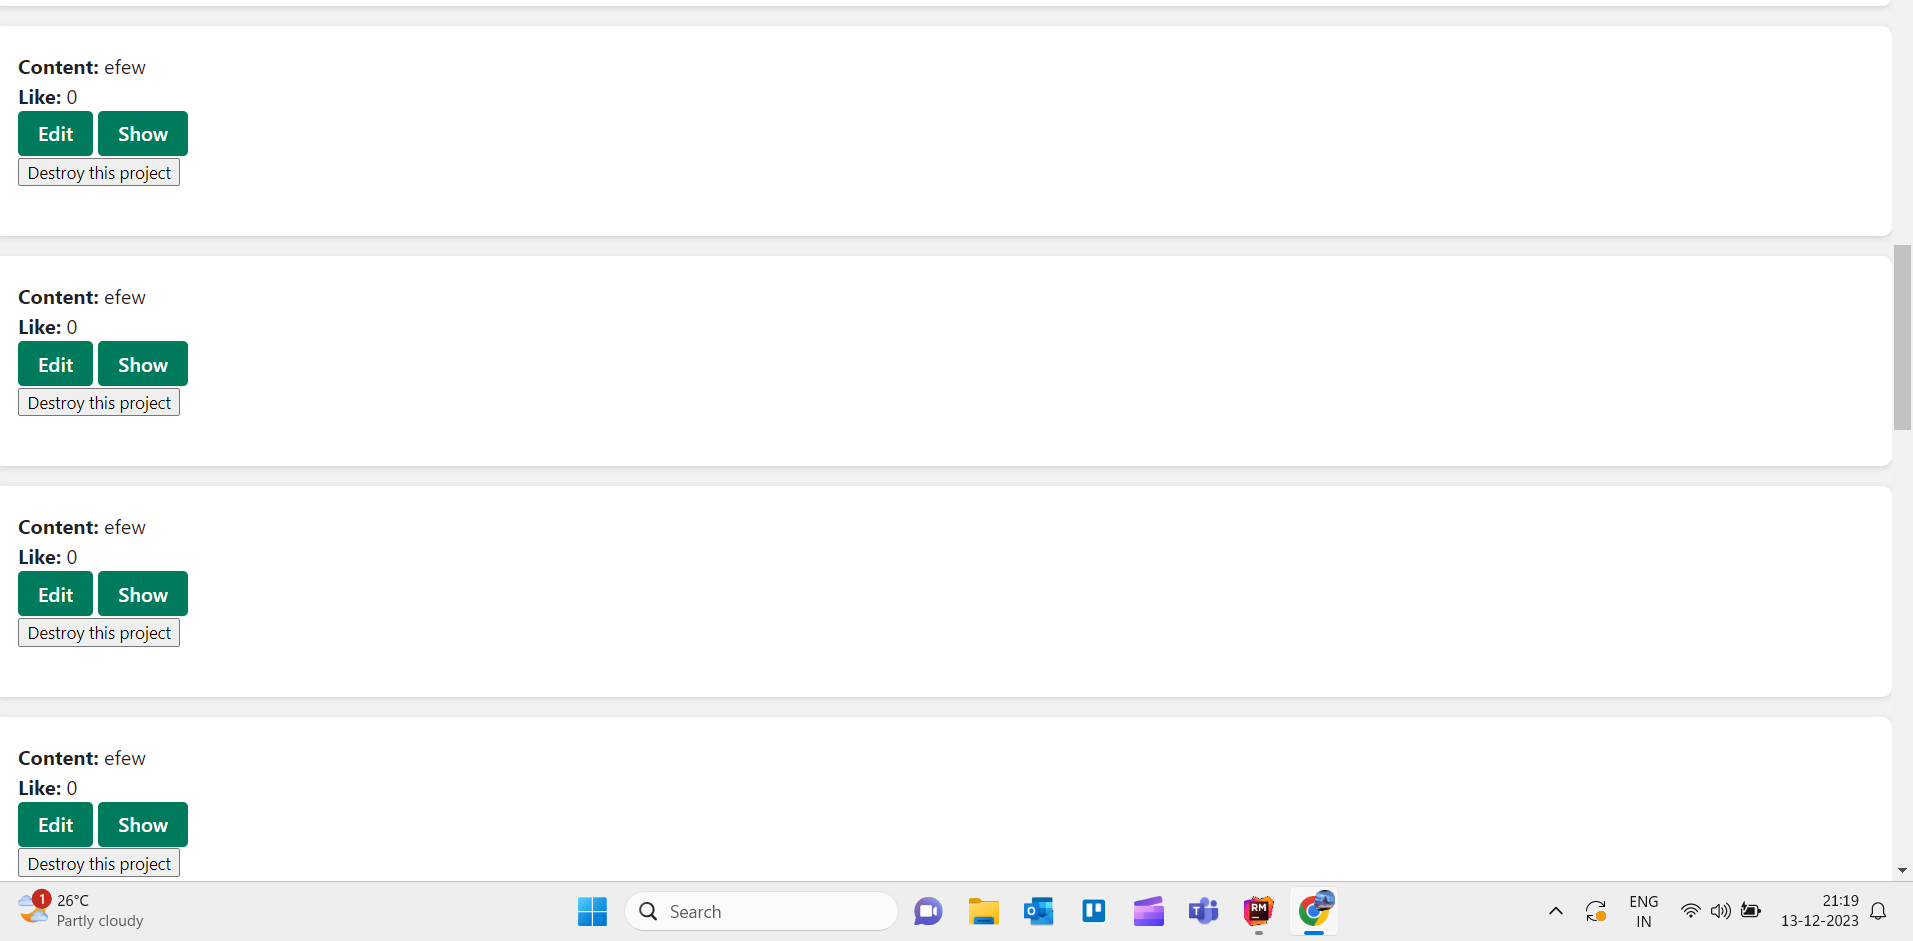 Content: efew
Like: 0
Edit Show
Destroy this project
Content: efew
Like: 0
Edit Show
Destroy this project
Content: efew
Like: 0
Edit Show
Destroy this project
Content: efew
Like: 0
Edit Show
Destroy this project
1
26°C
Partly cloudy
Search
RM
ENG
IN
21:19
13-12-2023